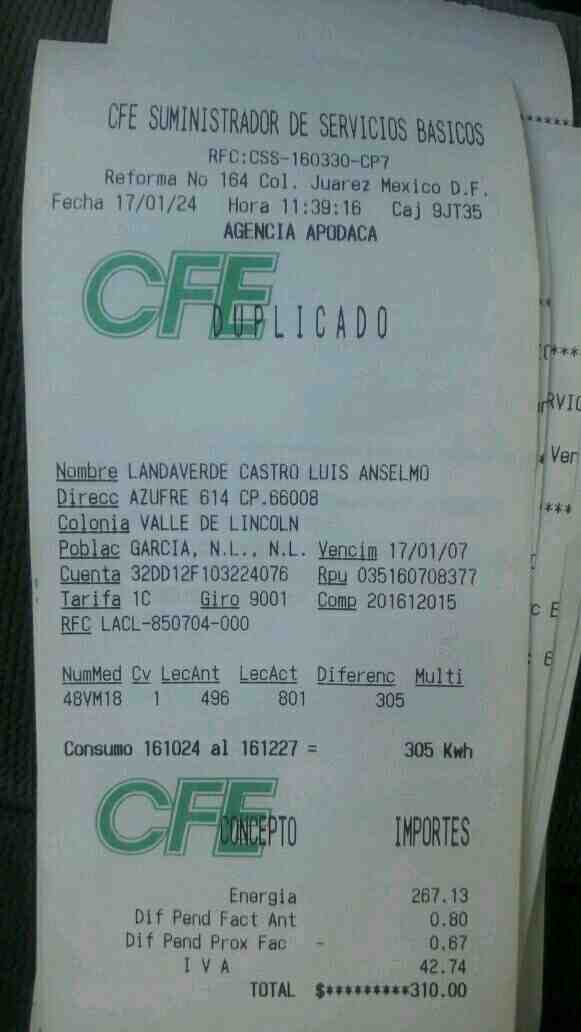 CFE SUMINISTRADOR DE SERVICIOS BASICOS
RFC:CSS-160330-CP7
Reforma No 164 Col. Juarez Mexico D.F.
Fecha 17/01/24 Hora 11:39:16 Caj 9JT35
AGENCIA APODACA
CFE
DUPLICADO
Nombre LANDAVERDE CASTRO LUIS ANSELMO
Direcc AZUFRE 614 CP.66008
Colonia VALLE DE LINCOLN
Poblac GARCIA, N.L., N.L. Vencim 17/01/07
Cuenta 32DD12F103224076 Rpu 035160708377
Tarifa 1C Giro 9001 Comp 201612015
RFC LACL-850704-000
NumMed Cv LecAnt LecAct Diferenc Multi
48VM18 1 496 801 305
Consumo 161024 al 161227 = 305 Kwh
CFE
CONCEPTO IMPORTES
Energia 267.13
Dif Pend Fact Ant 0.80
Dif Pend Prox Fac - 0.67
I V A 42.74
TOTAL $*********310.00
RVIC
Ver